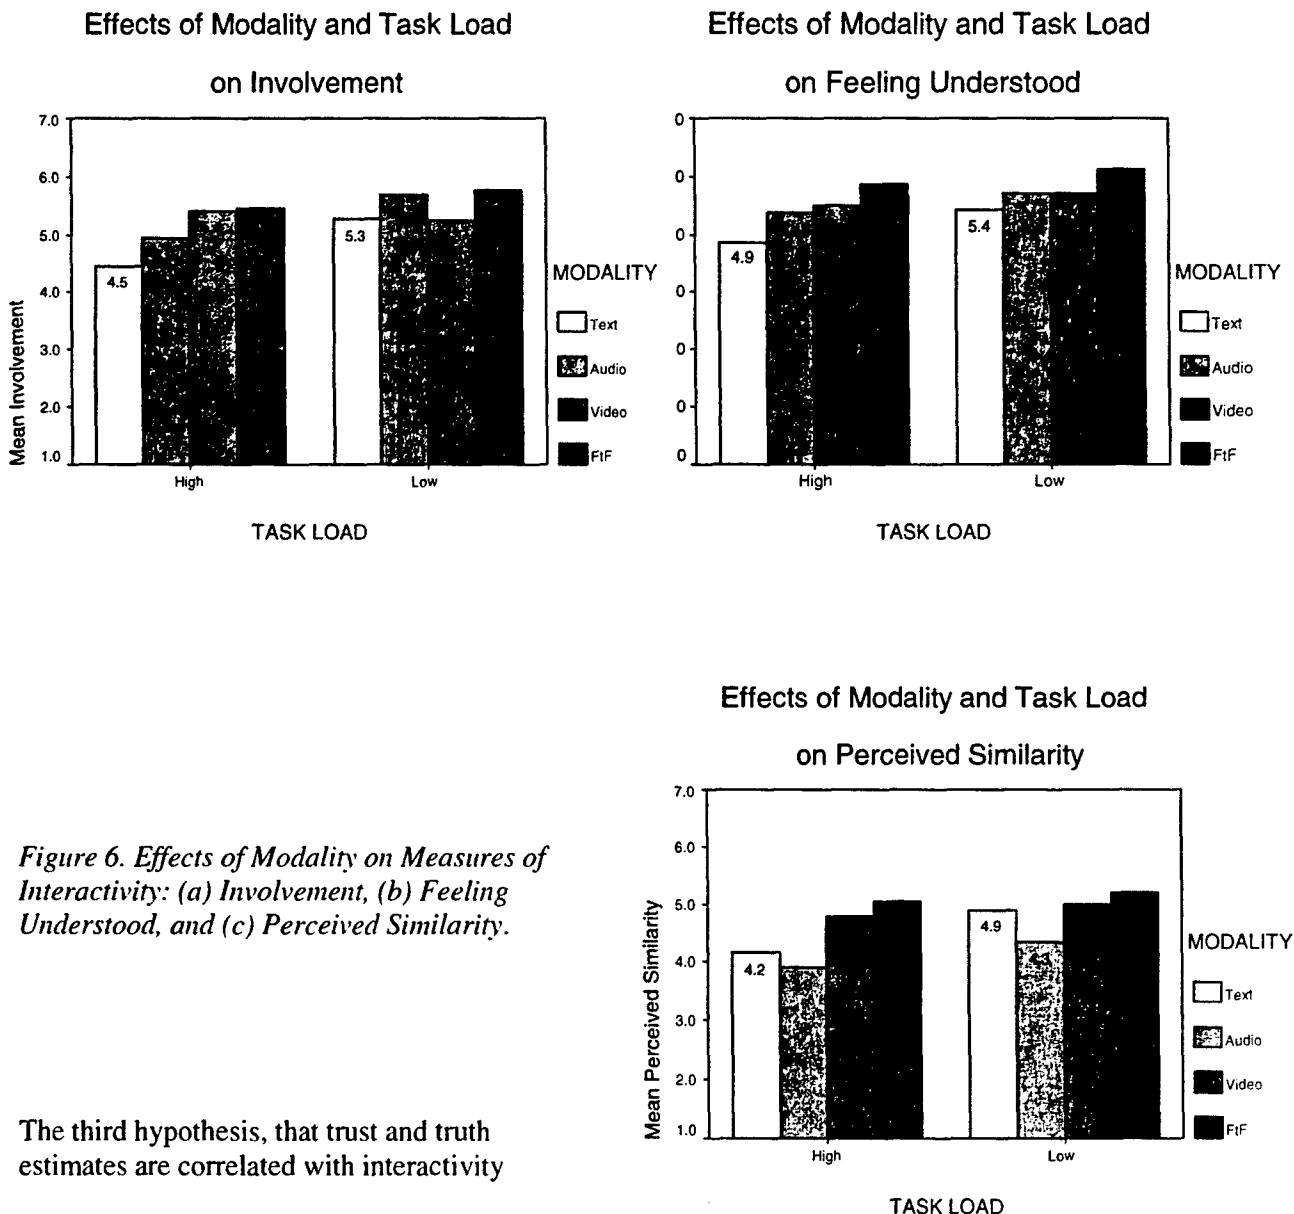 Effects of Modality and Task Load
on Involvement
7.0
6.0
5.0
4.0
3.0
2.0
1.0
Mean Involvement
4.5
5.3
High
Low
TASK LOAD
MODALITY
Text
Audio
Video
FtF
Effects of Modality and Task Load
on Feeling Understood
0
0
0
0
0
0
0
4.9
5.4
High
Low
TASK LOAD
MODALITY
Text
Audio
Video
FtF
Effects of Modality and Task Load
on Perceived Similarity
7.0
6.0
5.0
4.0
3.0
2.0
1.0
Mean Perceived Similarity
4.2
4.9
High
Low
TASK LOAD
MODALITY
Text
Audio
Video
FtF
Figure 6. Effects of Modality on Measures of
Interactivity: (a) Involvement, (b) Feeling
Understood, and (c) Perceived Similarity.
The third hypothesis, that trust and truth
estimates are correlated with interactivity